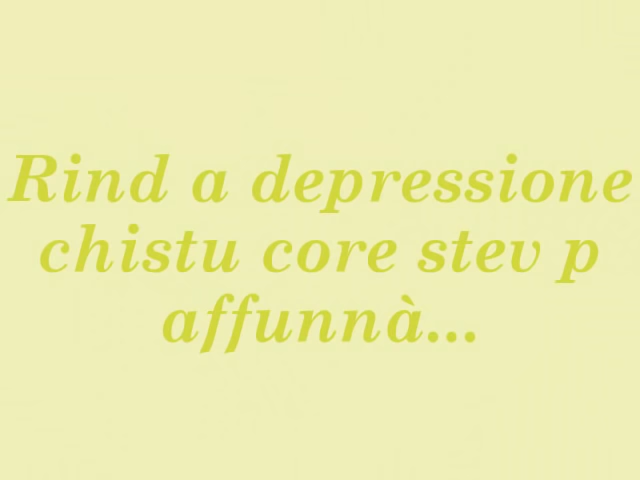 Rind a depressione
chistu core stev p
affunnà...